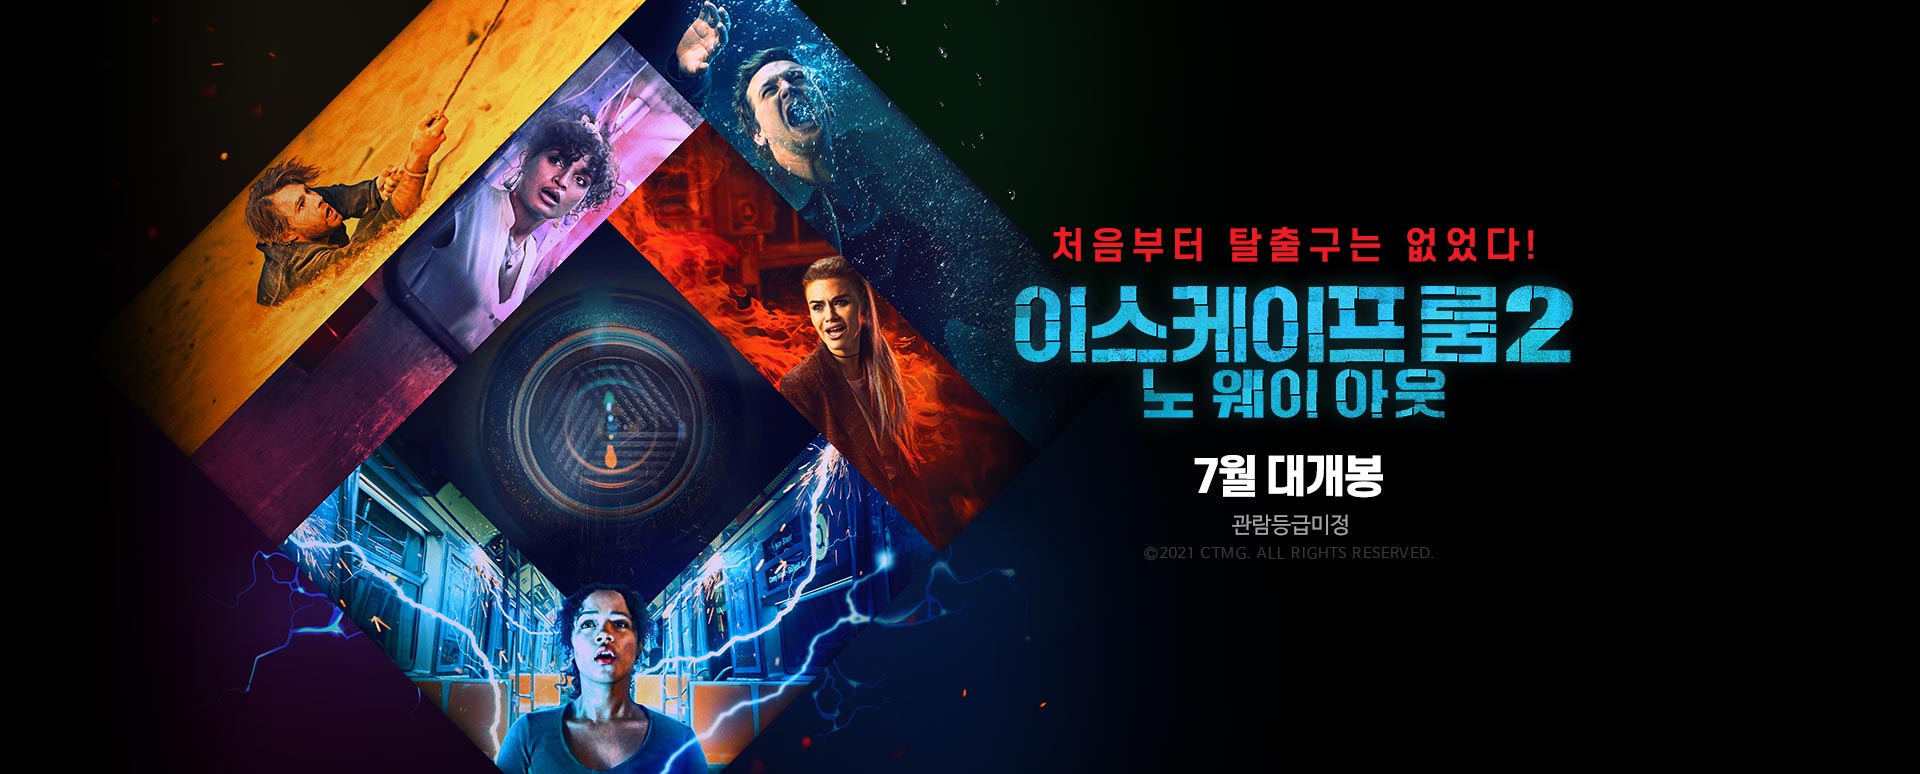 처음부터 탈출구는 없었다!
이스케이프 룸2
노 웨이 아웃
7월 대개봉
관람등급미정
©2021 CTMG. ALL RIGHTS RESERVED.